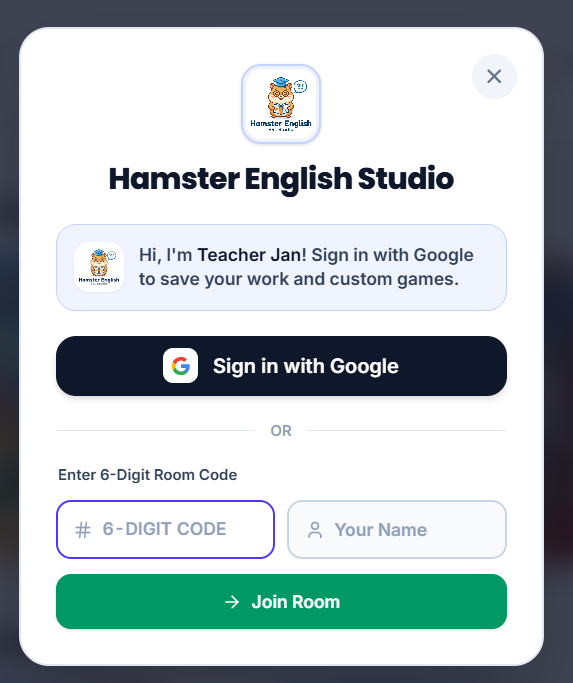 ?!
Hamster English
ESL Studio
Hamster English Studio
Hamster English
Hi, I'm Teacher Jan! Sign in with Google
to save your work and custom games.
Sign in with Google
OR
Enter 6-Digit Room Code
6-DIGIT CODE
Your Name
Join Room